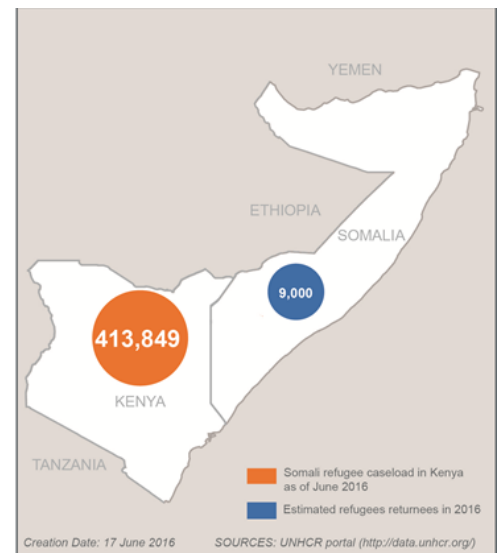 YEMEN
ETHIOPIA
SOMALIA
9,000
413,849
KENYA
TANZANIA
Somali refugee caseload in Kenya
as of June 2016
Estimated refugees returnees in 2016
Creation Date: 17 June 2016 SOURCES: UNHCR portal (http://data.unhcr.org/)